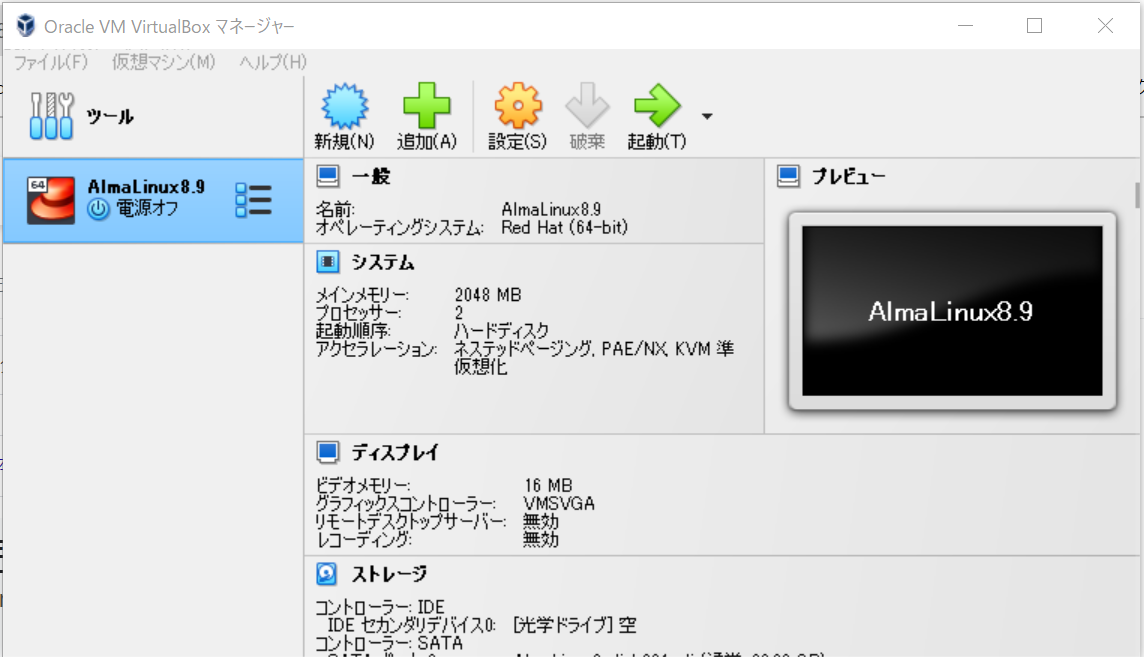 Oracle VM VirtualBox マネージャー
ファイル(F) 仮想マシン(M) ヘルプ(H)
ツール
新規(N) 追加(A) 設定(S) 破棄 起動(T)
64
AlmaLinux8.9
電源オフ
一般
名前: AlmaLinux8.9
オペレーティングシステム: Red Hat (64-bit)
システム
メインメモリー: 2048 MB
プロセッサー: 2
起動順序: ハードディスク
アクセラレーション: ネステッドページング, PAE/NX, KVM 準
仮想化
プレビュー
AlmaLinux8.9
ディスプレイ
ビデオメモリー: 16 MB
グラフィックスコントローラー: VMSVGA
リモートデスクトップサーバー: 無効
レコーディング: 無効
ストレージ
コントローラー: IDE
IDE セカンダリデバイス0: [光学ドライブ] 空
コントローラー: SATA